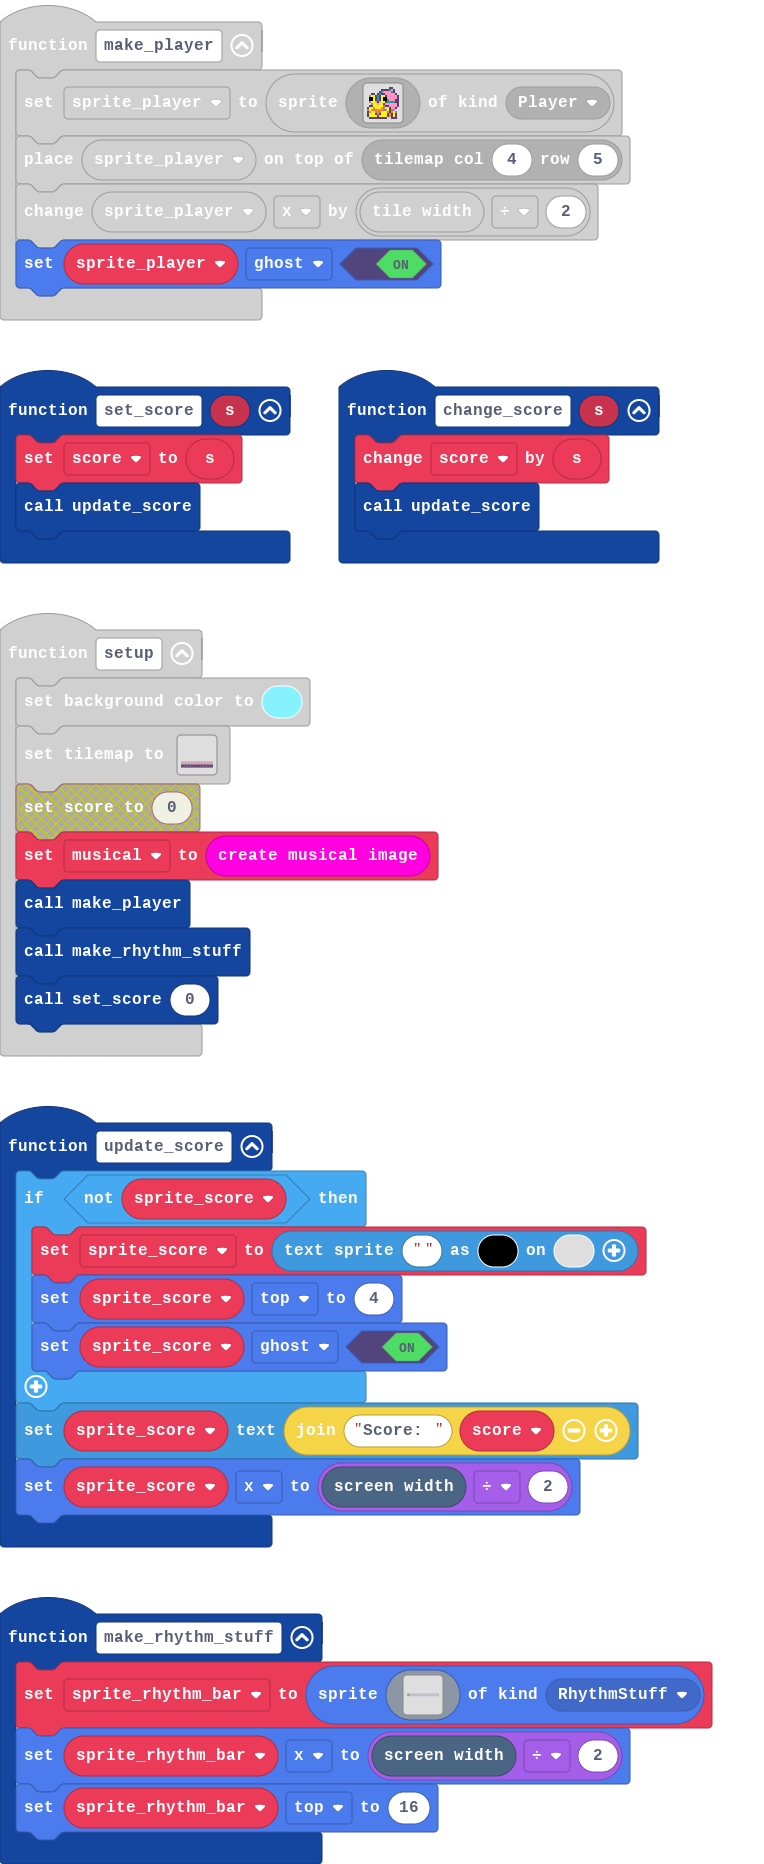 function make_player
set sprite_player to sprite of kind Player
place sprite_player on top of tilemap col 4 row 5
change sprite_player x by tile width ÷ 2
set sprite_player ghost ON
function set_score s
set score to s
call update_score
function change_score s
change score by s
call update_score
function setup
set background color to
set tilemap to
set score to 0
set musical to create musical image
call make_player
call make_rhythm_stuff
call set_score 0
function update_score
if not sprite_score then
set sprite_score to text sprite " " as on
set sprite_score top to 4
set sprite_score ghost ON
set sprite_score text join "Score: " score
set sprite_score x to screen width ÷ 2
function make_rhythm_stuff
set sprite_rhythm_bar to sprite of kind RhythmStuff
set sprite_rhythm_bar x to screen width ÷ 2
set sprite_rhythm_bar top to 16